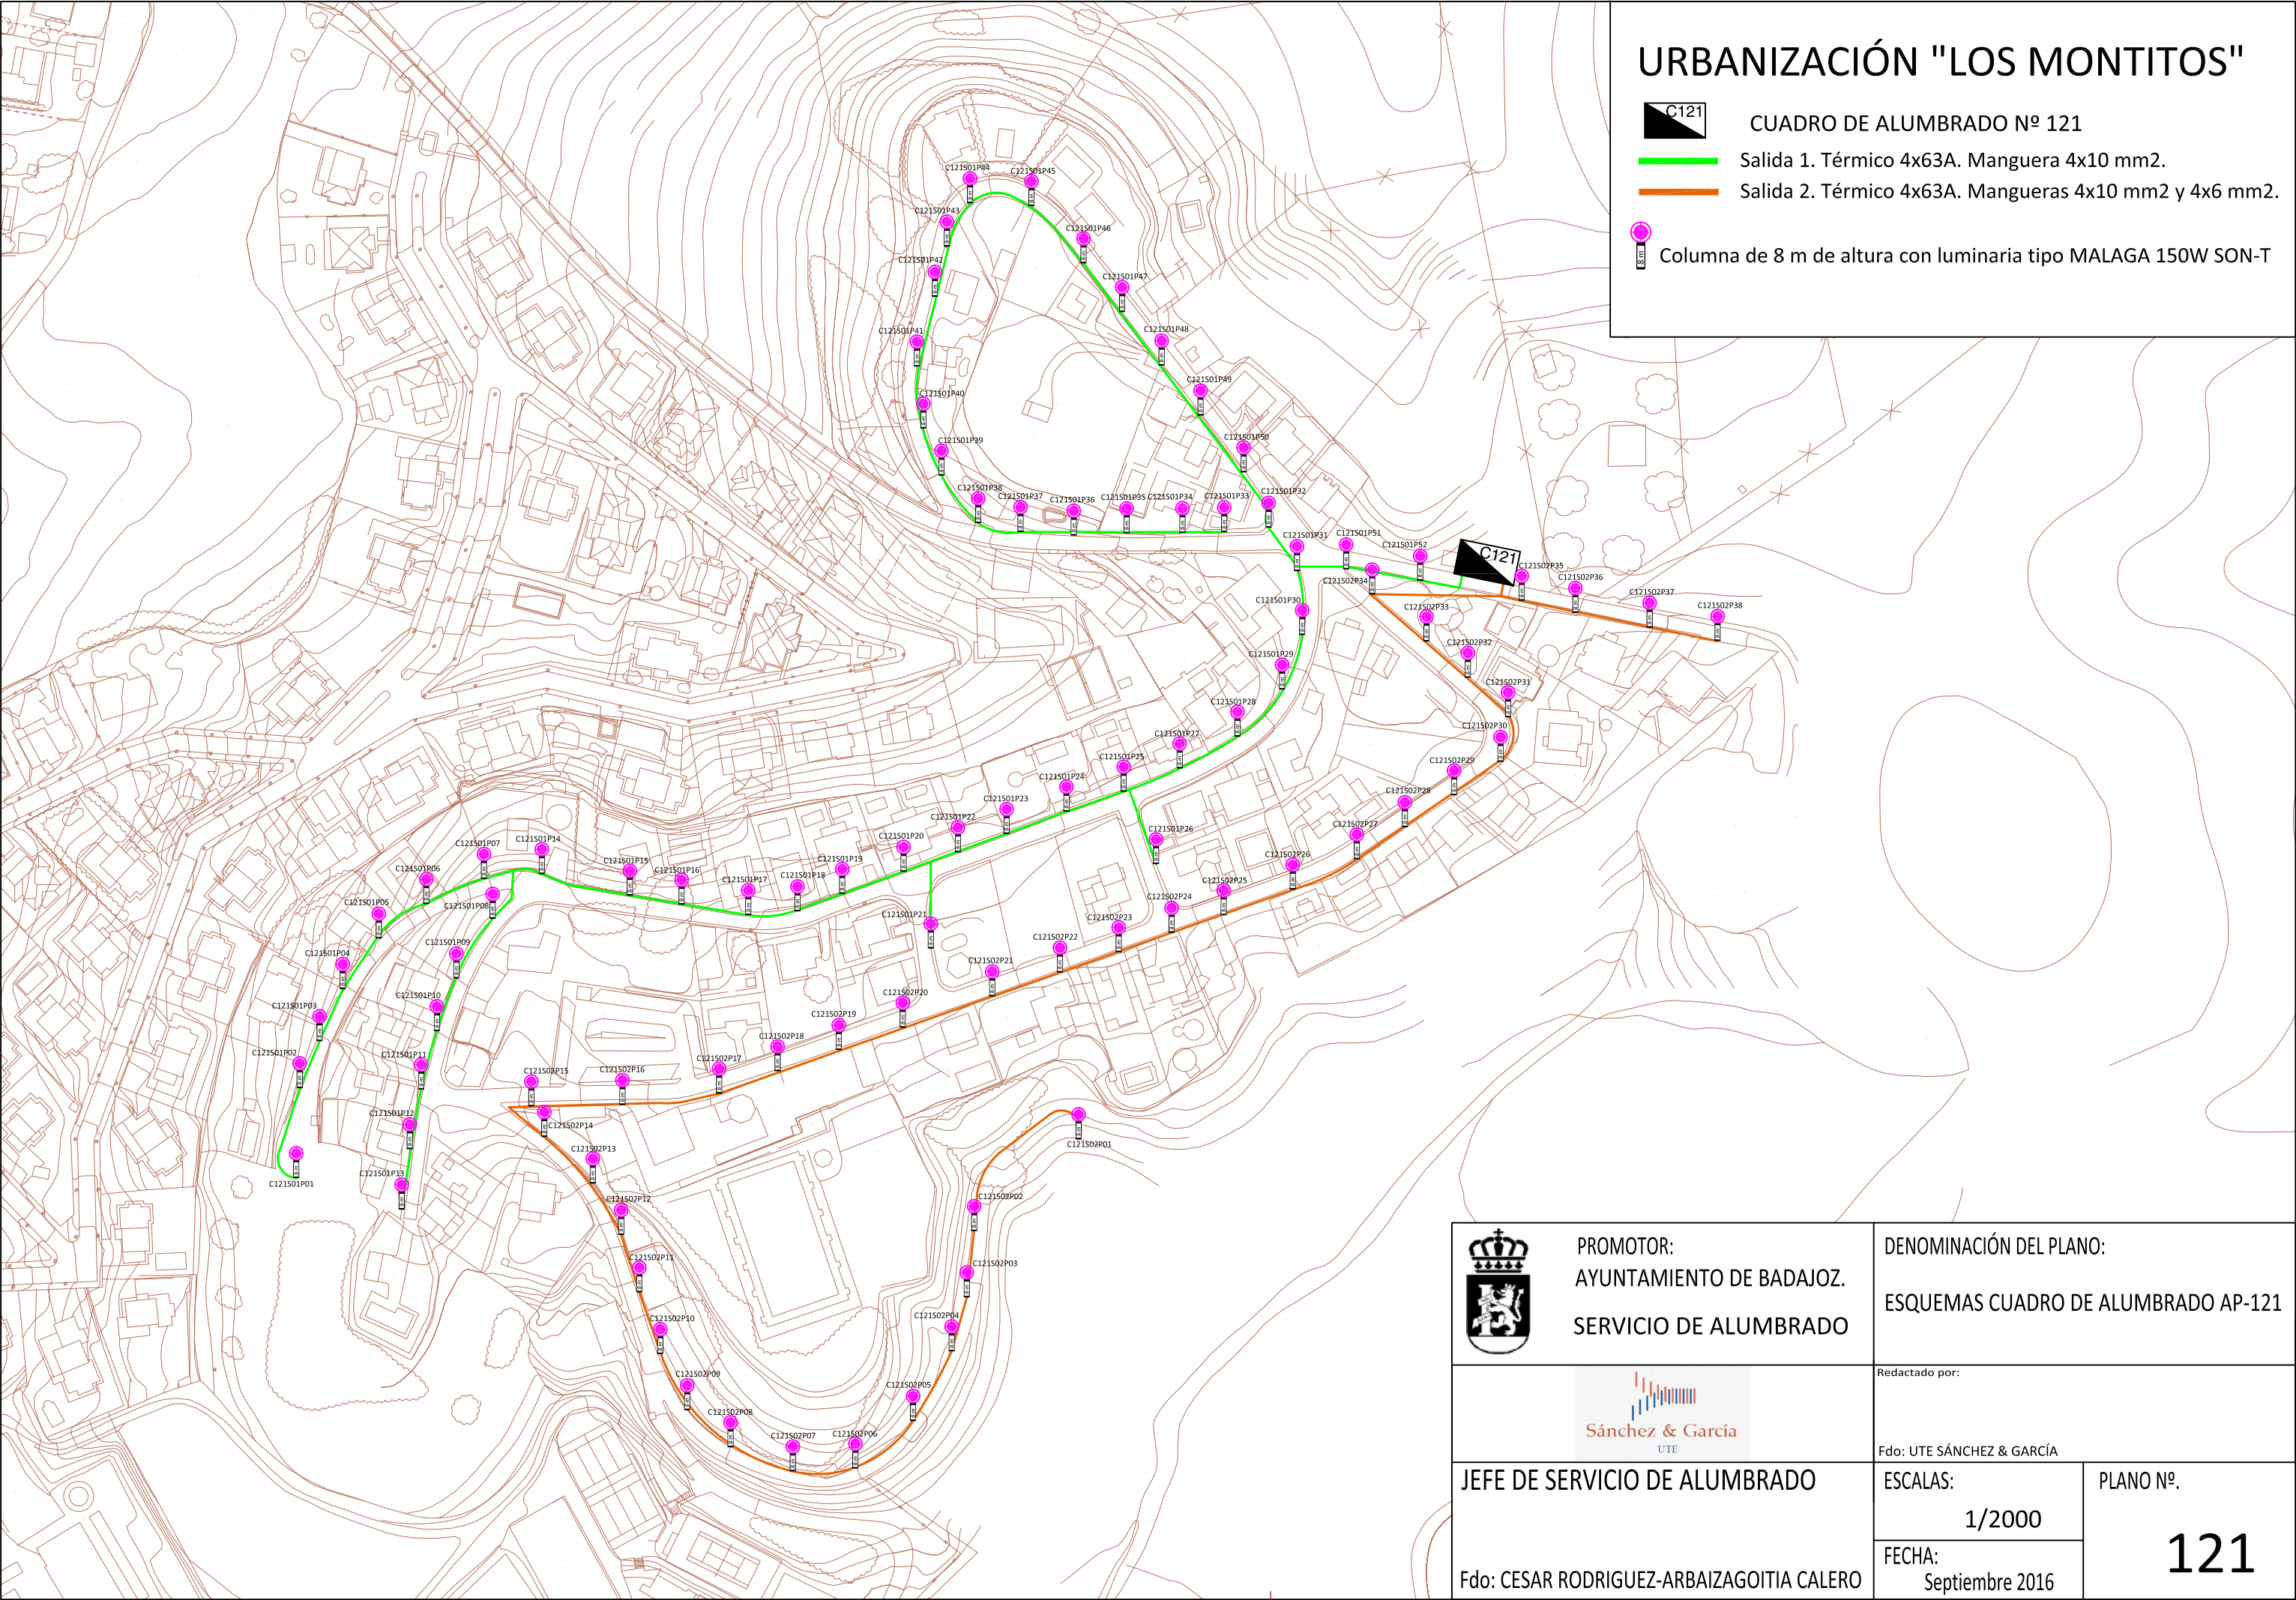 URBANIZACIÓN "LOS MONTITOS"
C121
CUADRO DE ALUMBRADO Nº 121
Salida 1. Térmico 4x63A. Manguera 4x10 mm2.
Salida 2. Térmico 4x63A. Mangueras 4x10 mm2 y 4x6 mm2.
Columna de 8 m de altura con luminaria tipo MALAGA 150W SON-T
C121S01P44
C121S01P45
C121S01P43
C121S01P46
C121S01P42
C121S01P47
C121S01P41
C121S01P48
C121S01P49
C121S01P40
C121S01P50
C121S01P39
C121S01P38
C121S01P37
C121S01P36
C121S01P35
C121S01P34
C121S01P33
C121S01P32
C121S01P31
C121S01P51
C121S01P52
C121
C121S02P35
C121S02P34
C121S02P36
C121S02P37
C121S02P38
C121S01P30
C121S02P33
C121S02P32
C121S01P29
C121S02P31
C121S01P28
C121S02P30
C121S01P27
C121S01P25
C121S02P29
C121S01P24
C121S02P28
C121S01P23
C121S01P22
C121S02P27
C121S01P26
C121S01P20
C121S01P07
C121S01P14
C121S01P15
C121S01P19
C121S02P26
C121S01P06
C121S01P16
C121S01P18
C121S01P17
C121S02P25
C121S01P05
C121S01P08
C121S02P24
C121S01P21
C121S02P23
C121S01P09
C121S01P04
C121S02P22
C121S02P21
C121S01P10
C121S01P03
C121S02P20
C121S02P19
C121S02P18
C121S01P02
C121S01P11
C121S02P17
C121S02P15
C121S02P16
C121S01P12
C121S02P14
C121S02P01
C121S02P13
C121S01P13
C121S01P01
C121S02P12
C121S02P02
C121S02P11
C121S02P03
C121S02P10
C121S02P04
C121S02P09
C121S02P05
C121S02P08
C121S02P07
C121S02P06
PROMOTOR:
AYUNTAMIENTO DE BADAJOZ.
SERVICIO DE ALUMBRADO
DENOMINACIÓN DEL PLANO:
ESQUEMAS CUADRO DE ALUMBRADO AP-121
Sánchez & García
UTE
Redactado por:
Fdo: UTE SÁNCHEZ & GARCÍA
JEFE DE SERVICIO DE ALUMBRADO
Fdo: CESAR RODRIGUEZ-ARBAIZAGOITIA CALERO
ESCALAS:
1/2000
FECHA:
Septiembre 2016
PLANO Nº.
121